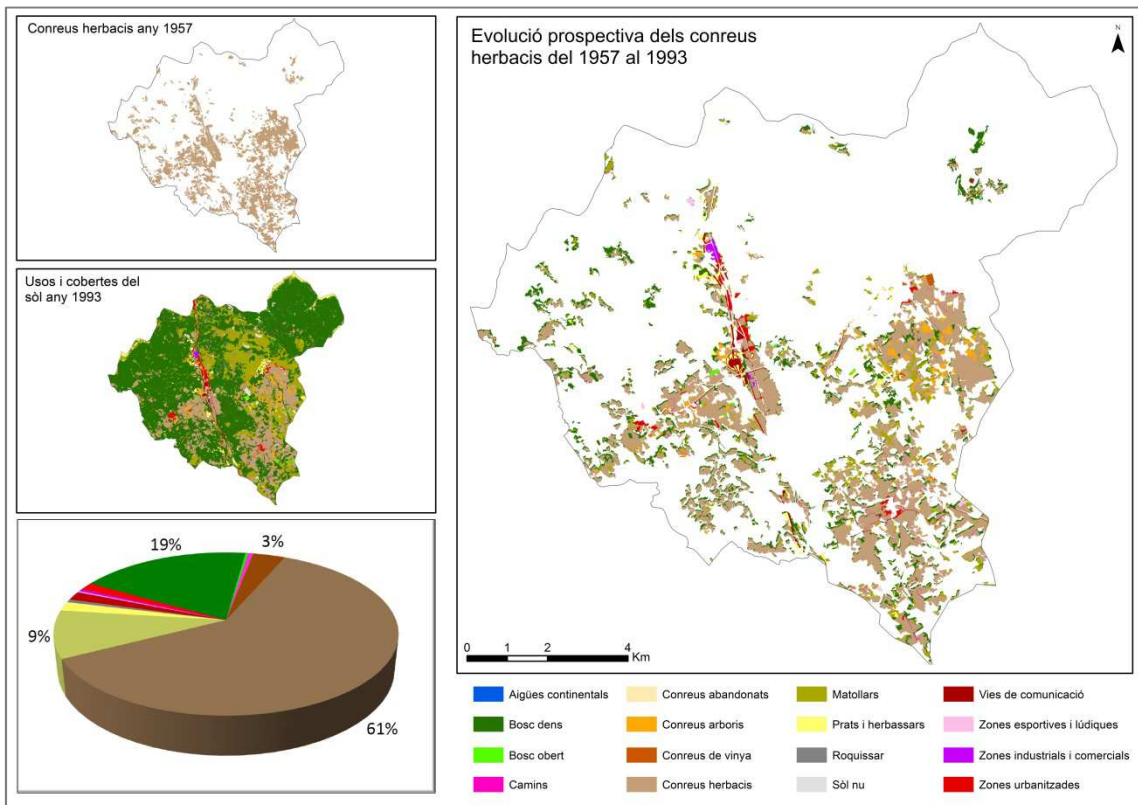 Conreus herbacis any 1957
Usos i cobertes del
sòl any 1993
19%
3%
9%
61%
Evolució prospectiva dels conreus
herbacis del 1957 al 1993
N
0 1 2 4
Km
Aigües continentals
Bosc dens
Bosc obert
Camins
Conreus abandonats
Conreus arboris
Conreus de vinya
Conreus herbacis
Matollars
Prats i herbassars
Roquissar
Sòl nu
Vies de comunicació
Zones esportives i lúdiques
Zones industrials i comercials
Zones urbanitzades